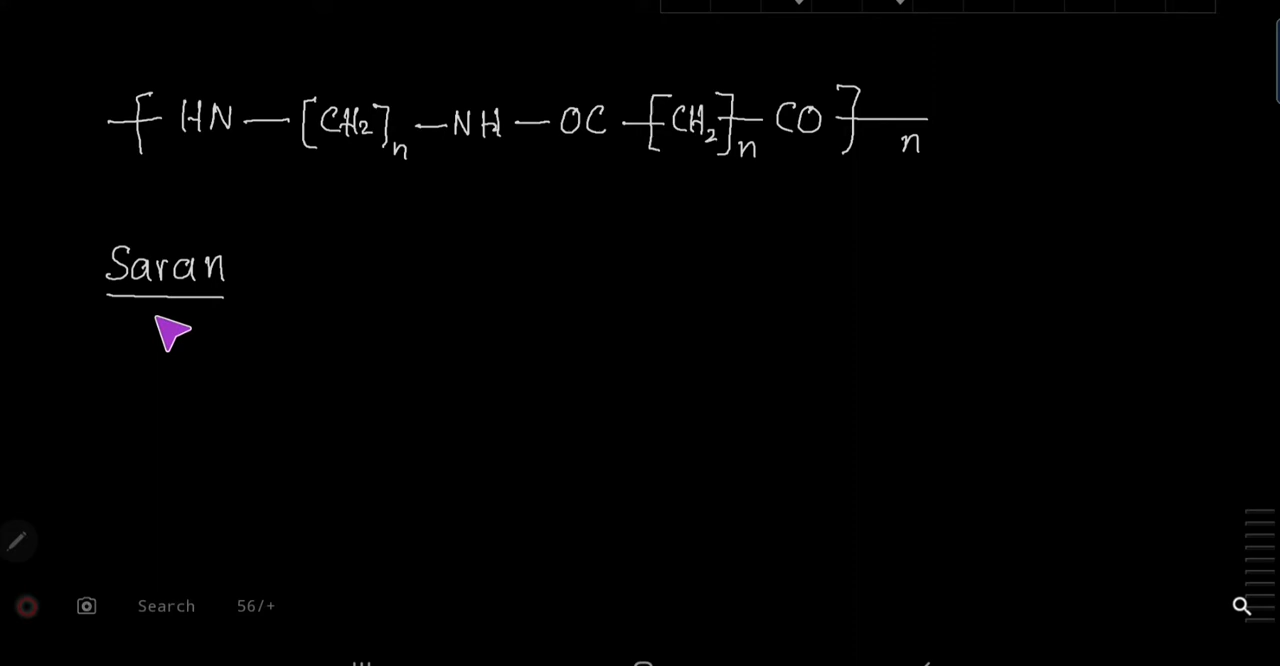 -[ HN - [CH₂]n - NH - OC -[CH₂]n- CO ]-n
Saran
Search 56/+